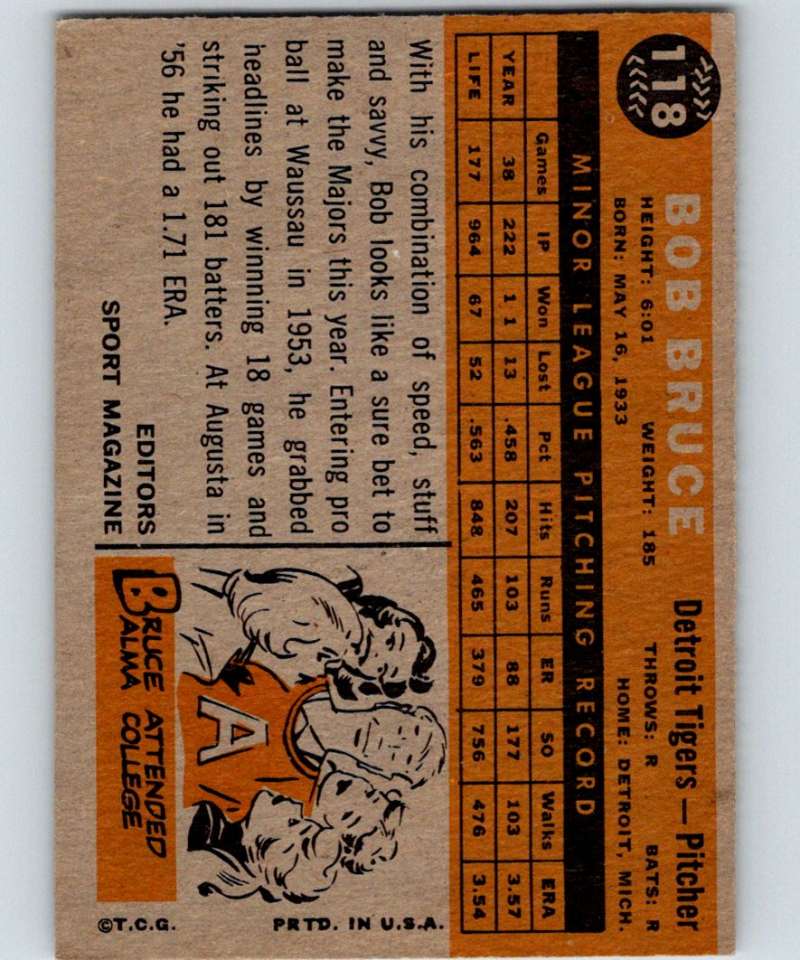 118
BOB BRUCE
Detroit Tigers — Pitcher
HEIGHT: 6:01 WEIGHT: 185 THROWS: R BATS: R
BORN: MAY 16, 1933 HOME: DETROIT, MICH.
MINOR LEAGUE PITCHING RECORD
Games IP Won Lost Pct Hits Runs ER SO Walks ERA
YEAR 38 222 1 1 13 .458 207 103 88 177 103 3.57
LIFE 177 964 67 52 .563 848 465 379 756 476 3.54
With his combination of speed, stuff
and savvy, Bob looks like a sure bet to
make the Majors this year. Entering pro
ball at Waussau in 1953, he grabbed
headlines by winnning 18 games and
striking out 181 batters. At Augusta in
'56 he had a 1.71 ERA.
EDITORS
SPORT MAGAZINE
A
BRUCE ATTENDED
ALMA COLLEGE
©T.C.G. PRTD. IN U.S.A.